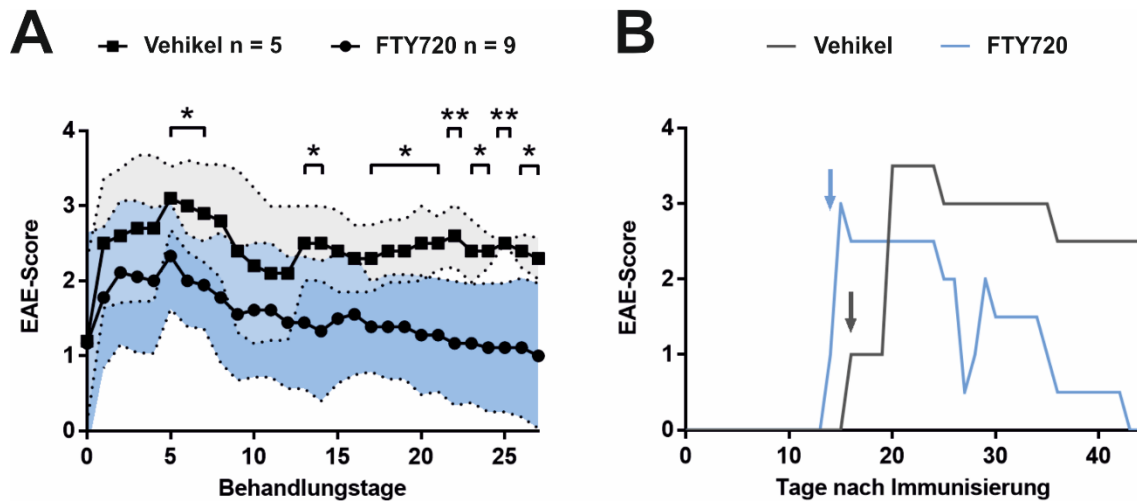 A
Vehikel n = 5 FTY720 n = 9
* ** **
* * * *
4
3
2
1
0
EAE-Score
0 5 10 15 20 25
Behandlungstage
B
Vehikel FTY720
4
3
2
1
0
EAE-Score
0 10 20 30 40
Tage nach Immunisierung